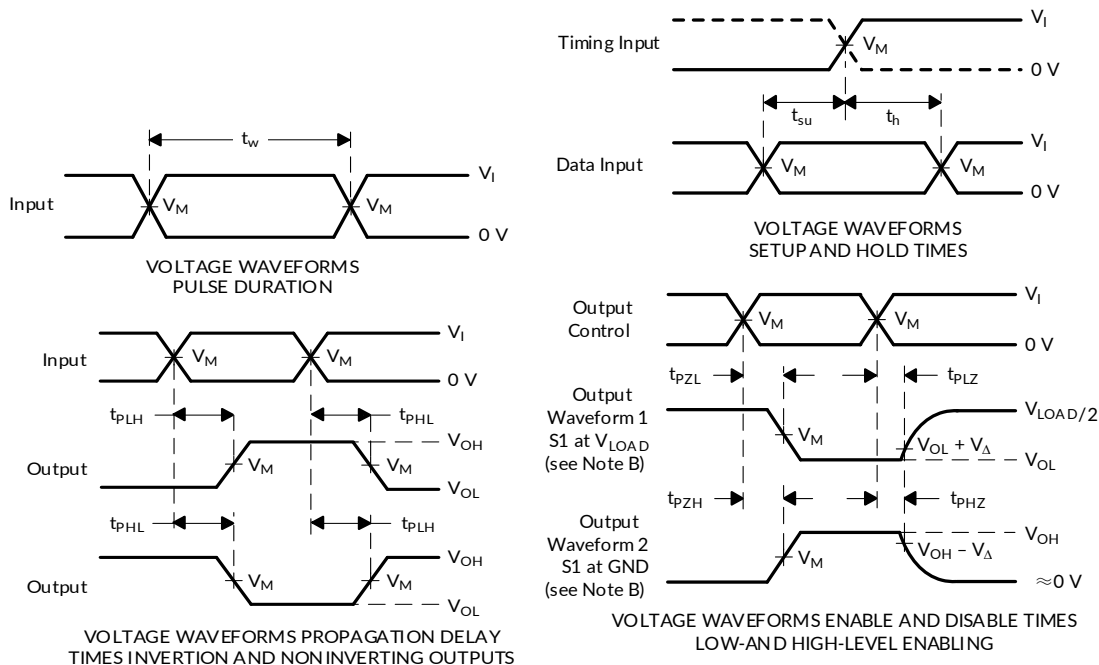 t_w
Input
V_I
V_M
V_M
0 V
VOLTAGE WAVEFORMS
PULSE DURATION
Timing Input
V_I
V_M
0 V
t_su
t_h
Data Input
V_I
V_M
V_M
0 V
VOLTAGE WAVEFORMS
SETUP AND HOLD TIMES
Input
V_I
V_M
V_M
0 V
t_PLH
t_PHL
Output
V_OH
V_M
V_M
V_OL
t_PHL
t_PLH
Output
V_OH
V_M
V_M
V_OL
VOLTAGE WAVEFORMS PROPAGATION DELAY
TIMES INVERTION AND NONINVERTING OUTPUTS
Output
Control
V_I
V_M
V_M
0 V
t_PZL
t_PLZ
Output
Waveform 1
S1 at V_LOAD
(see Note B)
V_LOAD/2
V_M
V_OL + V_Δ
V_OL
t_PZH
t_PHZ
Output
Waveform 2
S1 at GND
(see Note B)
V_OH
V_M
V_OH − V_Δ
≈0 V
VOLTAGE WAVEFORMS ENABLE AND DISABLE TIMES
LOW-AND HIGH-LEVEL ENABLING